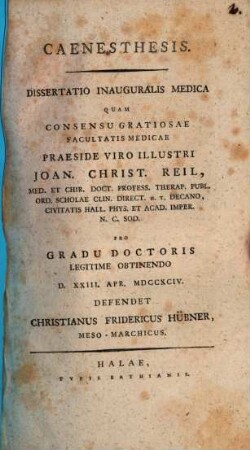 2.
CAENESTHESIS.
DISSERTATIO INAUGURALIS MEDICA
QUAM
CONSENSU GRATIOSAE
FACULTATIS MEDICAE
PRAESIDE VIRO ILLUSTRI
JOAN. CHRIST. REIL,
MED. ET CHIR. DOCT. PROFESS. THERAP. PUBL.
ORD. SCHOLAE CLIN. DIRECT. H. T. DECANO,
CIVITATIS HALL. PHYS. ET ACAD. IMPER.
N. C. SOD.
PRO
GRADU DOCTORIS
LEGITIME OBTINENDO
D. XXIII. APR. MDCCXCIV.
DEFENDET
CHRISTIANUS FRIDERICUS HÜBNER,
MESO-MARCHICUS.
HALAE,
TYPIS BATHIANIS.